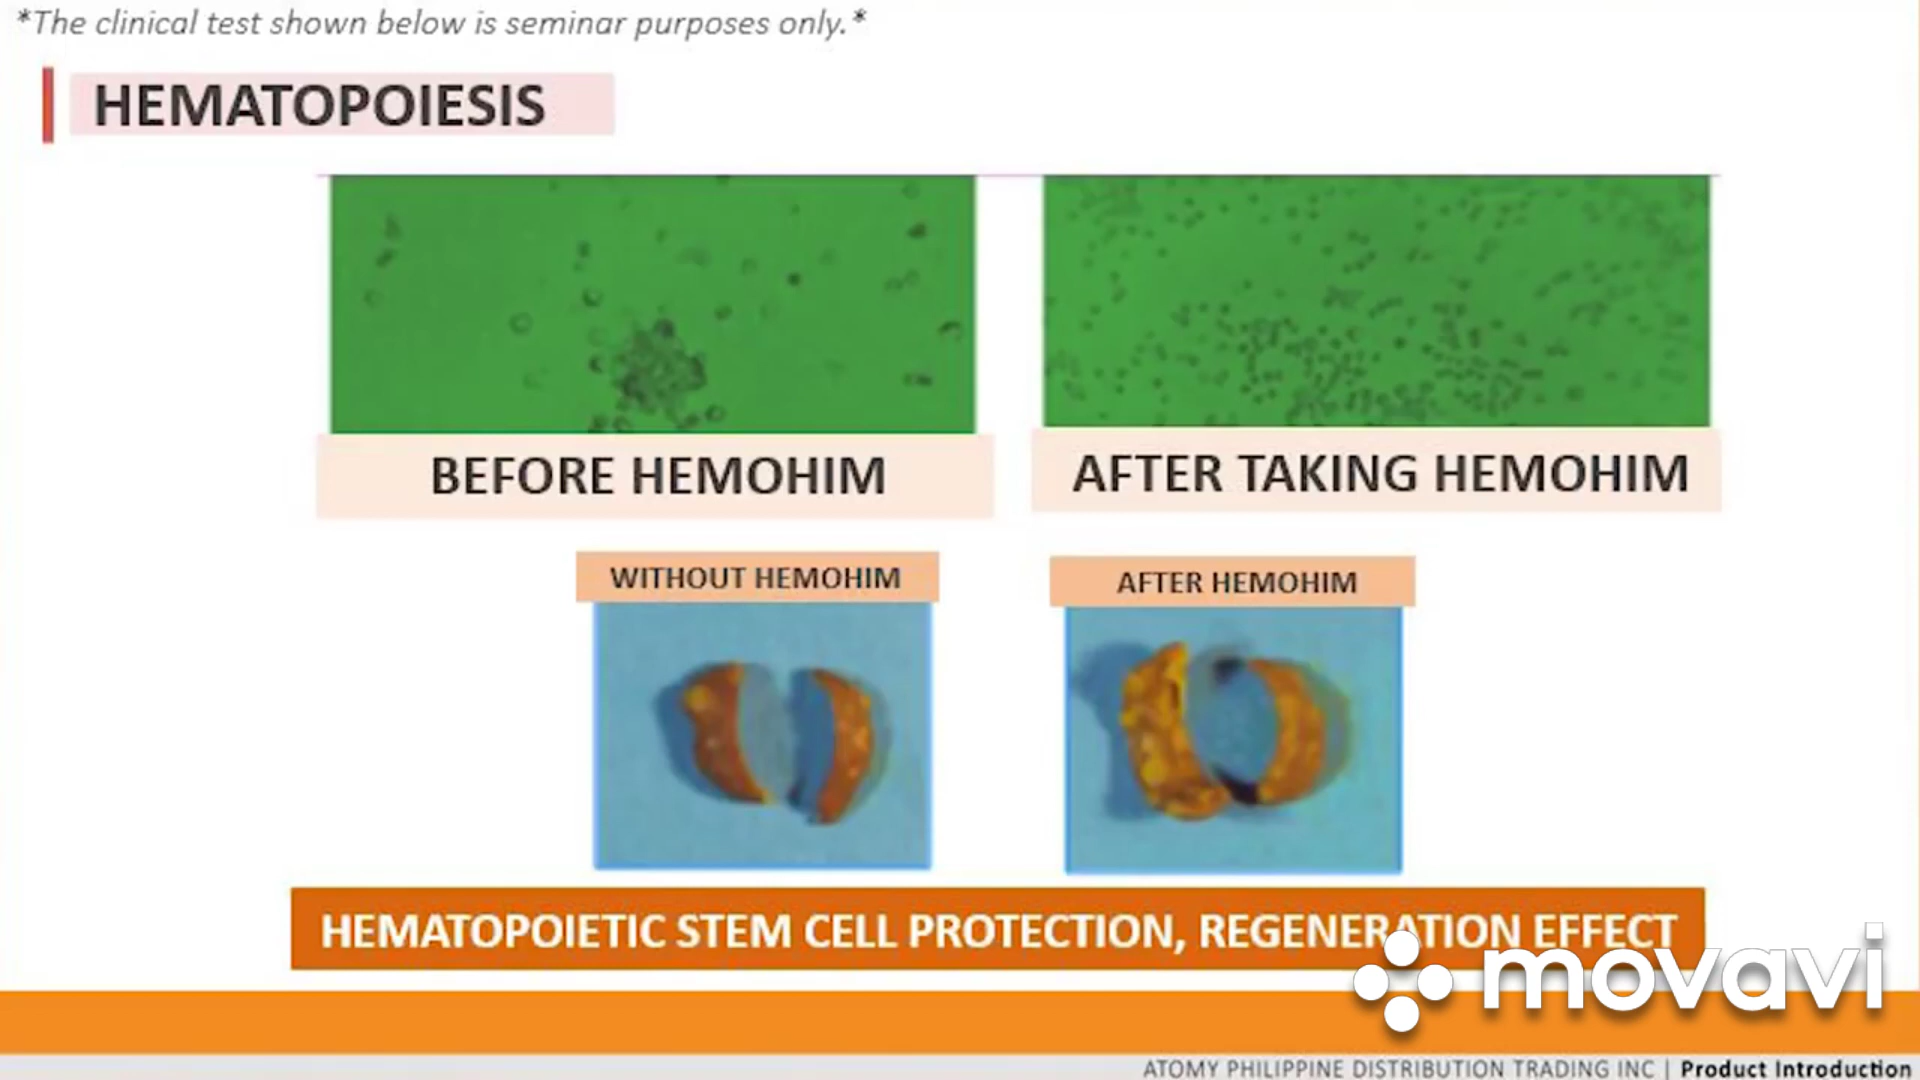 *The clinical test shown below is seminar purposes only.*
HEMATOPOIESIS
BEFORE HEMOHIM
AFTER TAKING HEMOHIM
WITHOUT HEMOHIM
AFTER HEMOHIM
HEMATOPOIETIC STEM CELL PROTECTION, REGENERATION EFFECT
movavi
ATOMY PHILIPPINE DISTRIBUTION TRADING INC | Product Introduction